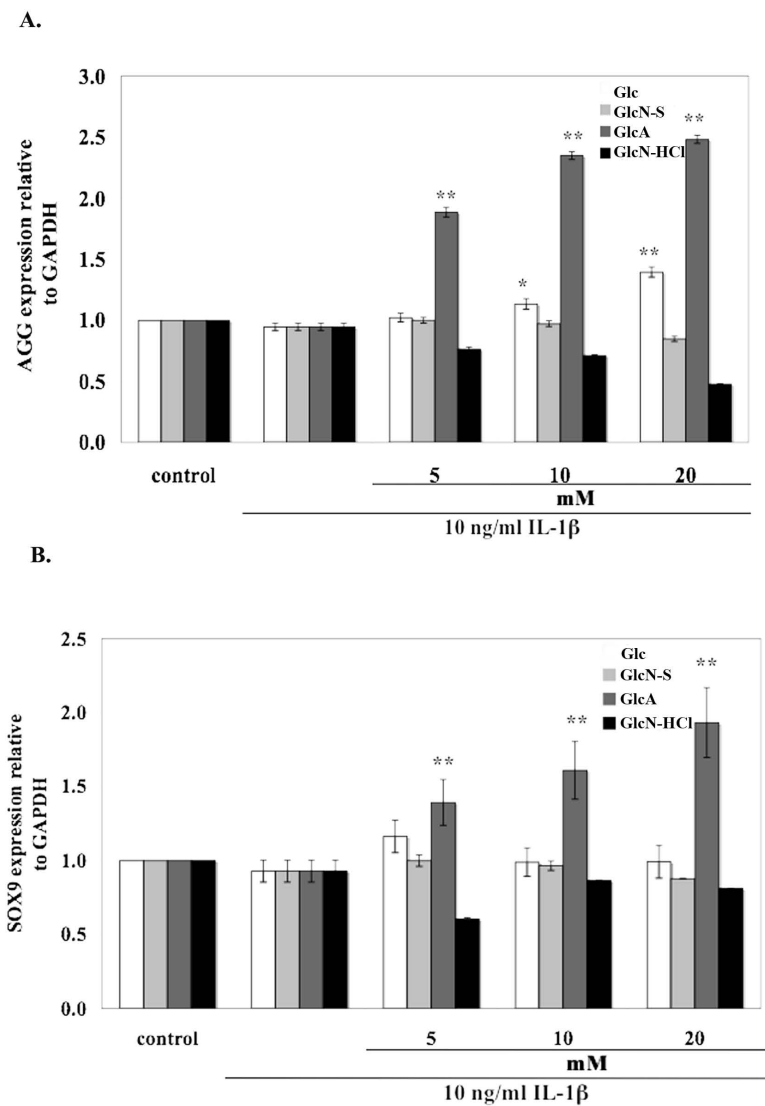 A.
AGG expression relative
to GAPDH
3.0
2.5
2.0
1.5
1.0
0.5
0.0
Glc
GlcN-S
GlcA
GlcN-HCl
**
*
**
**
**
control
5
10
20
mM
10 ng/ml IL-1β
B.
SOX9 expression relative
to GAPDH
2.5
2.0
1.5
1.0
0.5
0.0
Glc
GlcN-S
GlcA
GlcN-HCl
**
**
**
control
5
10
20
mM
10 ng/ml IL-1β